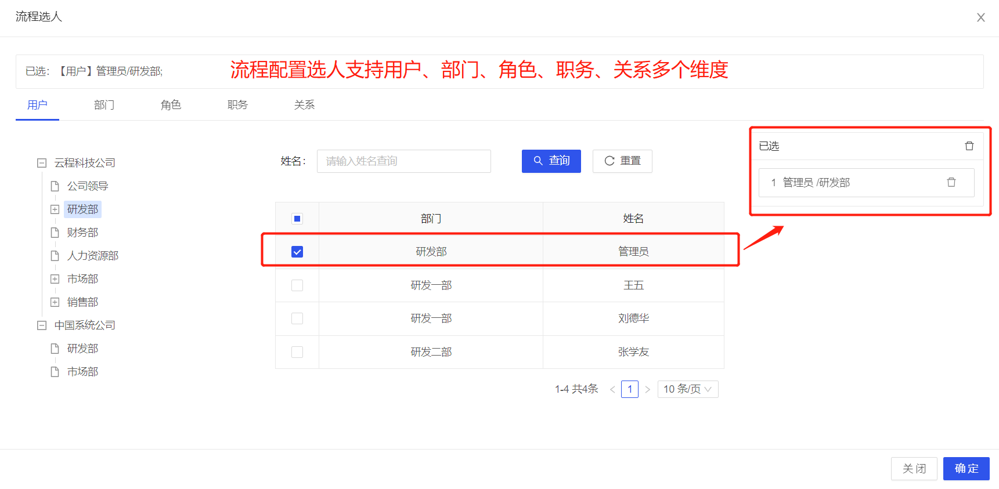 流程选人
已选：【用户】管理员/研发部;
流程配置选人支持用户、部门、角色、职务、关系多个维度
用户 部门 角色 职务 关系
云程科技公司
公司领导
研发部
财务部
人力资源部
市场部
销售部
中国系统公司
研发部
市场部
姓名： 请输入姓名查询 查询 重置
部门 姓名
研发部 管理员
研发一部 王五
研发一部 刘德华
研发二部 张学友
1-4 共4条 < 1 > 10 条/页
已选
1 管理员 /研发部
关闭 确定